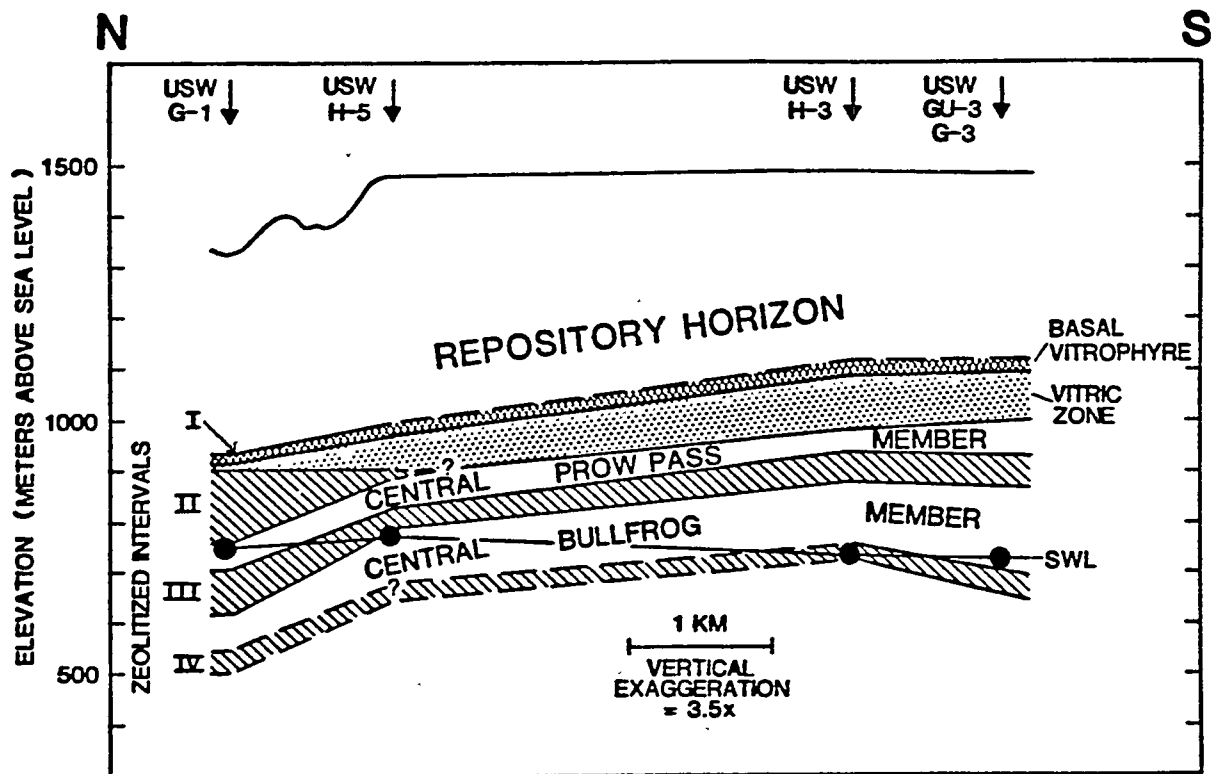 N
S
USW
G-1
USW
H-5
USW
H-3
USW
GU-3
G-3
ELEVATION (METERS ABOVE SEA LEVEL)
1500
1000
500
ZEOLITIZED INTERVALS
I
II
III
IV
REPOSITORY HORIZON
BASAL
VITROPHYRE
VITRIC
ZONE
?
CENTRAL PROW PASS MEMBER
?
CENTRAL BULLFROG MEMBER
SWL
1 KM
VERTICAL
EXAGGERATION
= 3.5x